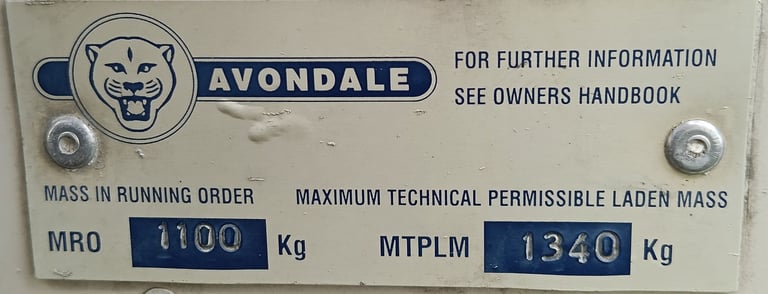 AVONDALE
FOR FURTHER INFORMATION
SEE OWNERS HANDBOOK
MASS IN RUNNING ORDER
MAXIMUM TECHNICAL PERMISSIBLE LADEN MASS
MRO 1100 Kg
MTPLM 1340 Kg